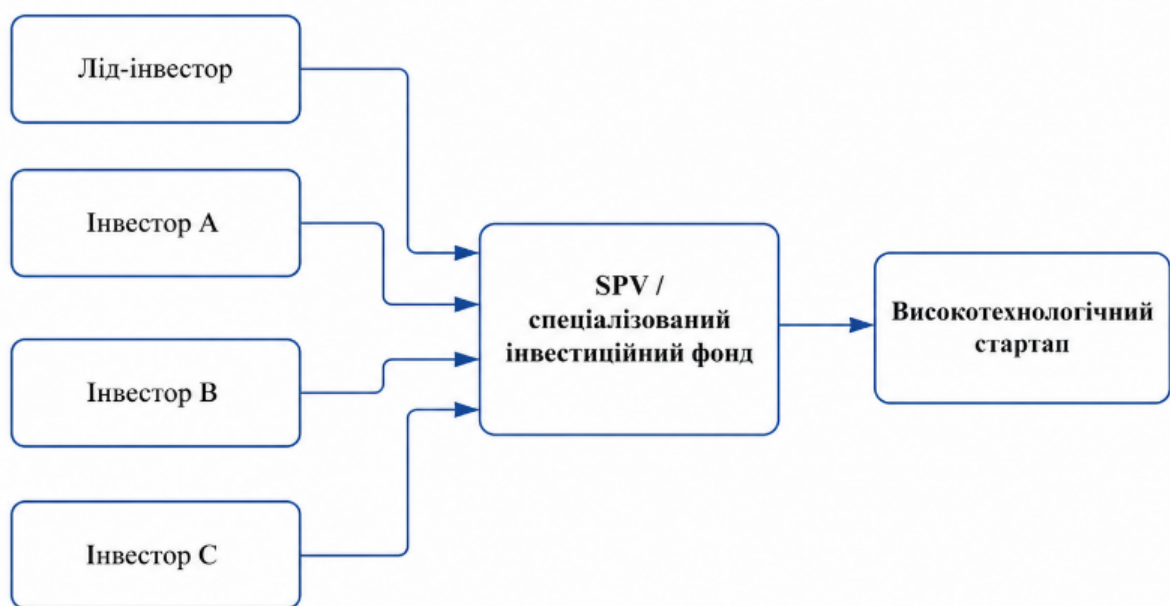 Лід-інвестор
Інвестор А
Інвестор В
Інвестор С
SPV /
спеціалізований
інвестиційний фонд
Високотехнологічний
стартап